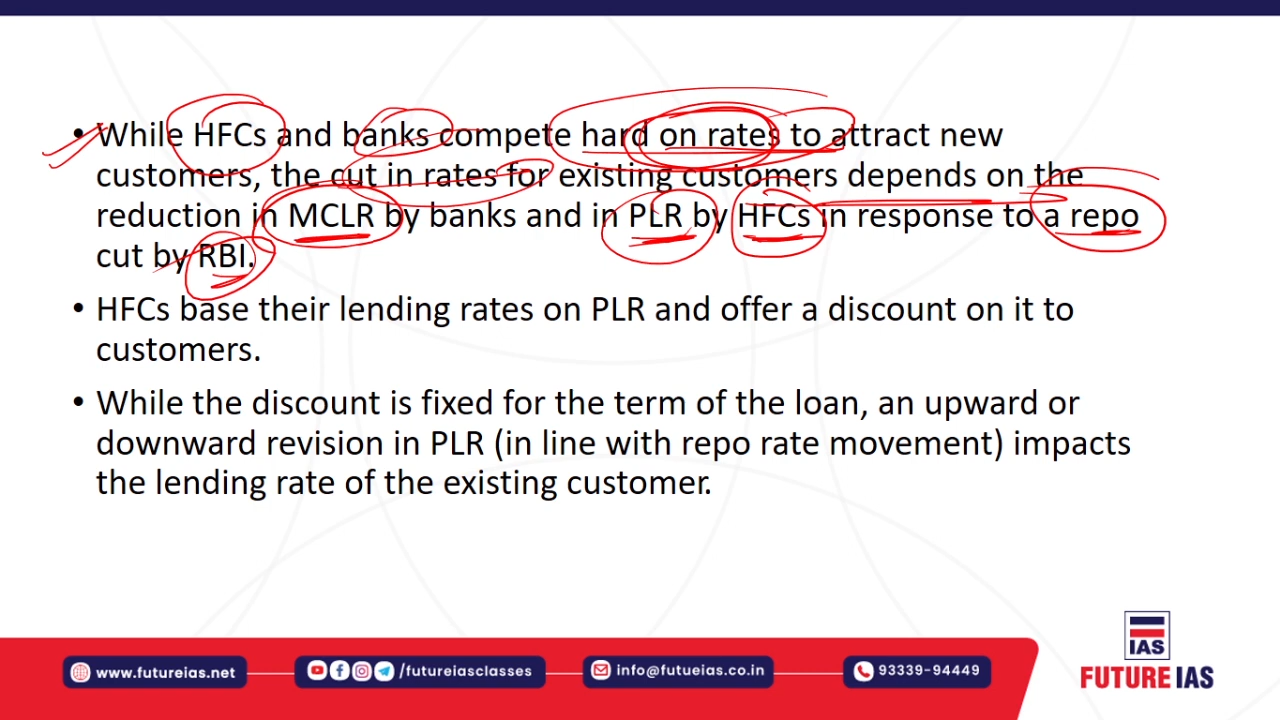 • While HFCs and banks compete hard on rates to attract new
customers, the cut in rates for existing customers depends on the
reduction in MCLR by banks and in PLR by HFCs in response to a repo
cut by RBI.
• HFCs base their lending rates on PLR and offer a discount on it to
customers.
• While the discount is fixed for the term of the loan, an upward or
downward revision in PLR (in line with repo rate movement) impacts
the lending rate of the existing customer.
IAS
FUTURE IAS
www.futureias.net
/futureiasclasses
info@futueias.co.in
93339-94449